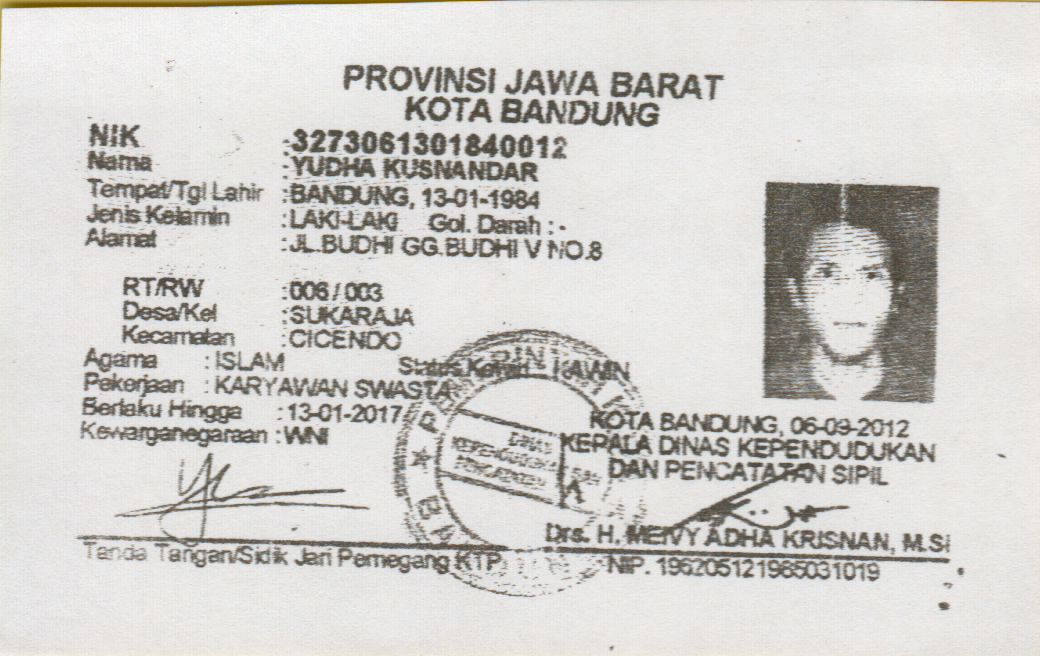 PROVINSI JAWA BARAT
KOTA BANDUNG
NIK :3273061301840012
Nama :YUDHA KUSNANDAR
Tempat/Tgl Lahir :BANDUNG, 13-01-1984
Jenis Kelamin :LAKI-LAKI Gol. Darah :-
Alamat :JL.BUDHI GG.BUDHI V NO.8
RT/RW :006 / 003
Desa/Kel :SUKARAJA
Kecamatan :CICENDO
Agama : ISLAM Status Kawin : KAWIN
Pekerjaan : KARYAWAN SWASTA
Berlaku Hingga :13-01-2017
Kewarganegaraan :WNI
KOTA BANDUNG, 06-09-2012
KEPALA DINAS KEPENDUDUKAN
DAN PENCATATAN SIPIL
DINAS
KEPENDUDUKAN DAN
PENCATATAN
Drs. H. MEIVY ADHA KRISNAN, M.Si
Tanda Tangan/Sidik Jari Pemegang KTP
NIP. 196205121985031019